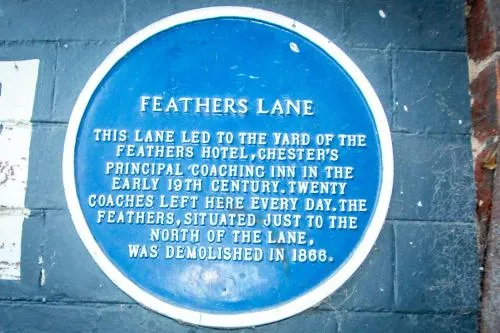 FEATHERS LANE
THIS LANE LED TO THE YARD OF THE
FEATHERS HOTEL, CHESTER'S
PRINCIPAL COACHING INN IN THE
EARLY 19TH CENTURY. TWENTY
COACHES LEFT HERE EVERY DAY. THE
FEATHERS, SITUATED JUST TO THE
NORTH OF THE LANE,
WAS DEMOLISHED IN 1866.